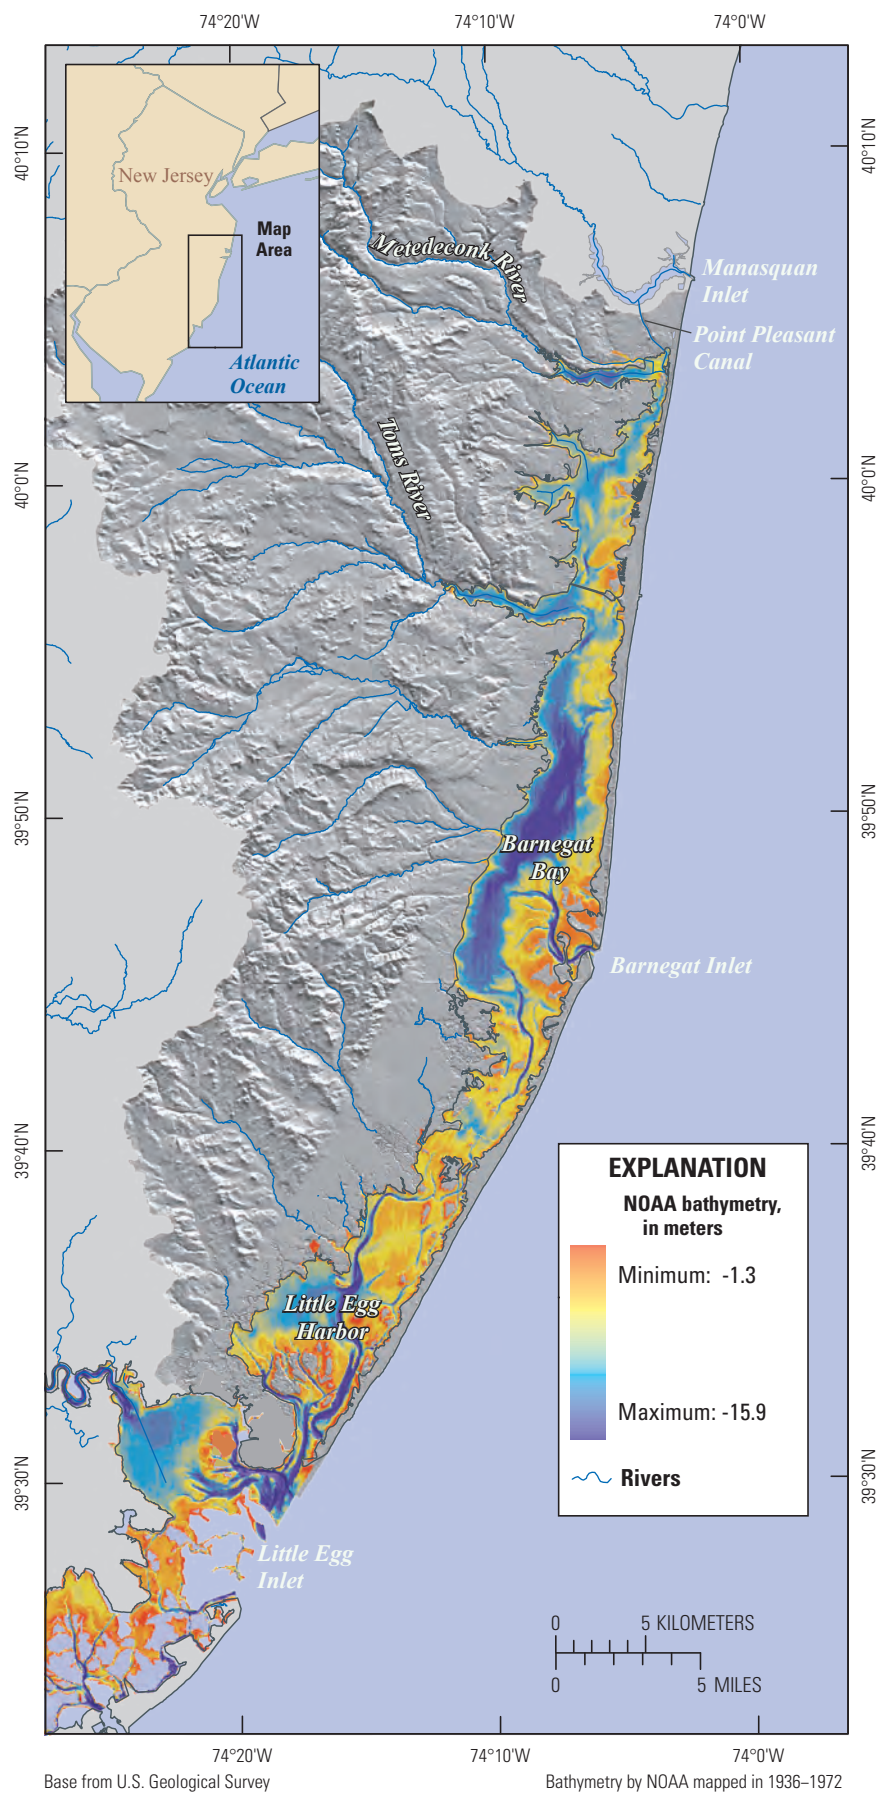 74°20'W
74°10'W
74°0'W
40°10'N
40°10'N
New Jersey
Map
Area
Atlantic
Ocean
Metedeconk River
Manasquan
Inlet
Point Pleasant
Canal
Toms River
40°0'N
40°0'N
39°50'N
39°50'N
Barnegat
Bay
Barnegat Inlet
39°40'N
39°40'N
EXPLANATION
NOAA bathymetry,
in meters
Minimum: -1.3
Maximum: -15.9
Rivers
Little Egg
Harbor
39°30'N
39°30'N
Little Egg
Inlet
0 5 KILOMETERS
0 5 MILES
74°20'W
74°10'W
74°0'W
Base from U.S. Geological Survey
Bathymetry by NOAA mapped in 1936–1972